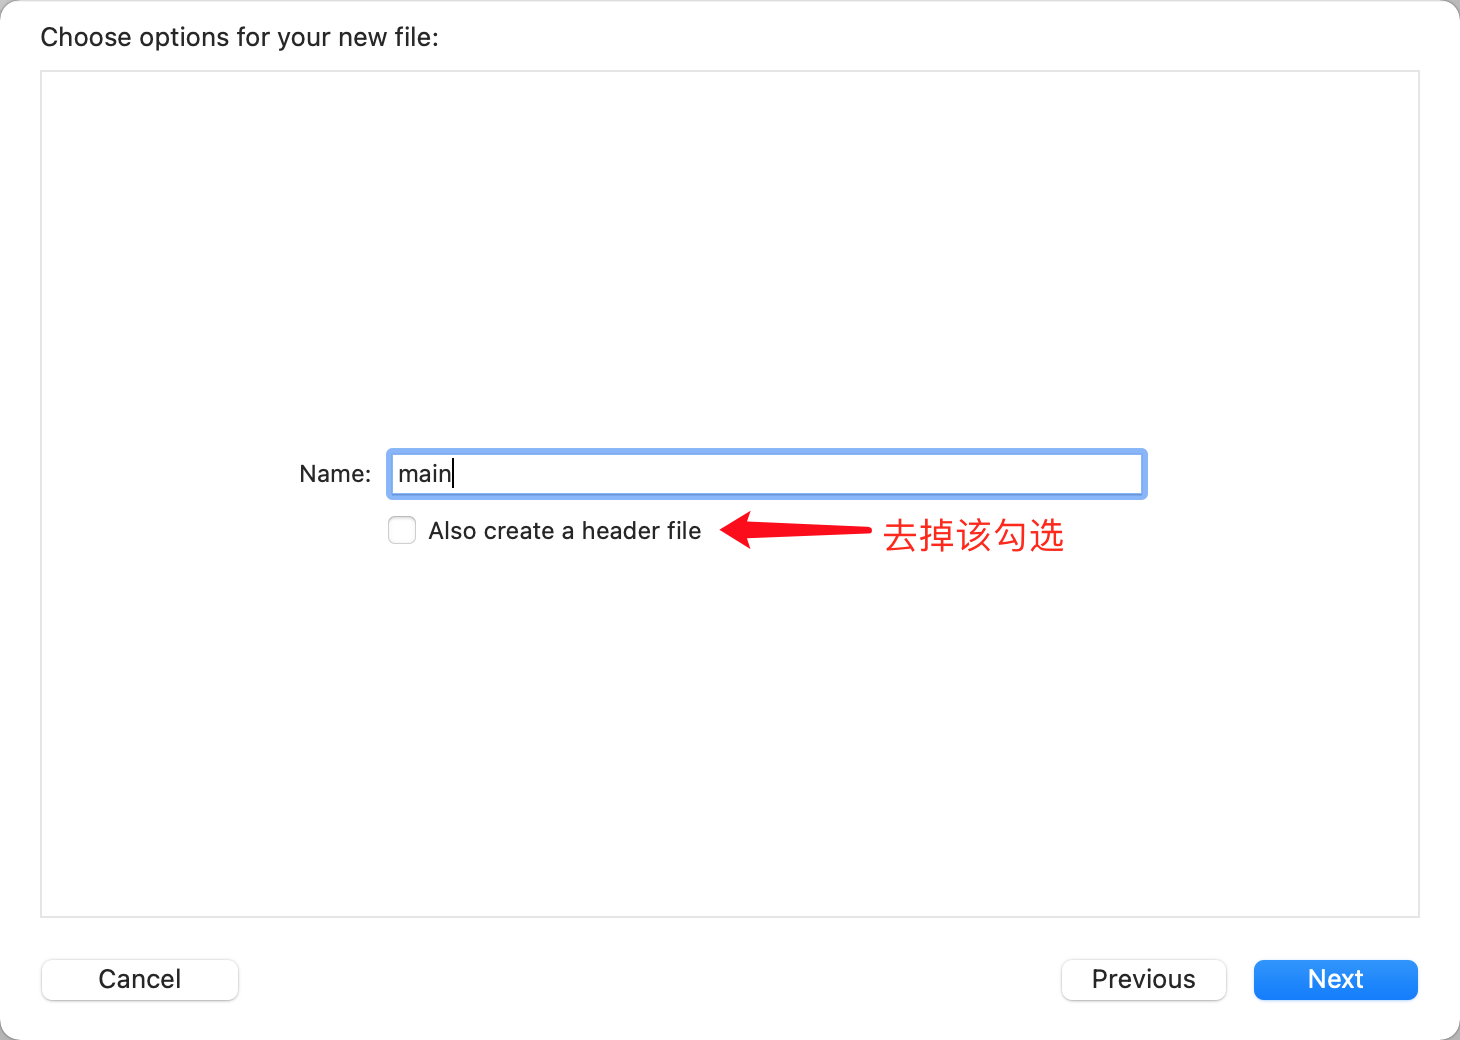 Choose options for your new file:
Name: main
Also create a header file 去掉该勾选
Cancel Previous Next